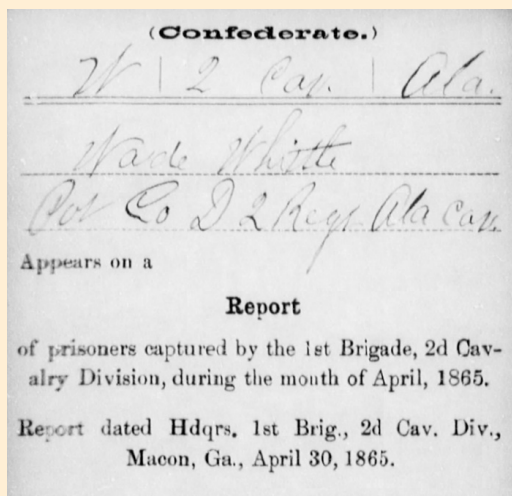 (Confederate.)
W | 2 Cav. | Ala.
Wade Whistle
Pvt Co D 2 Regt Ala Cav.
Appears on a
Report
of prisoners captured by the 1st Brigade, 2d Cav-
alry Division, during the month of April, 1865.
Report dated Hdqrs. 1st Brig., 2d Cav. Div.,
Macon, Ga., April 30, 1865.